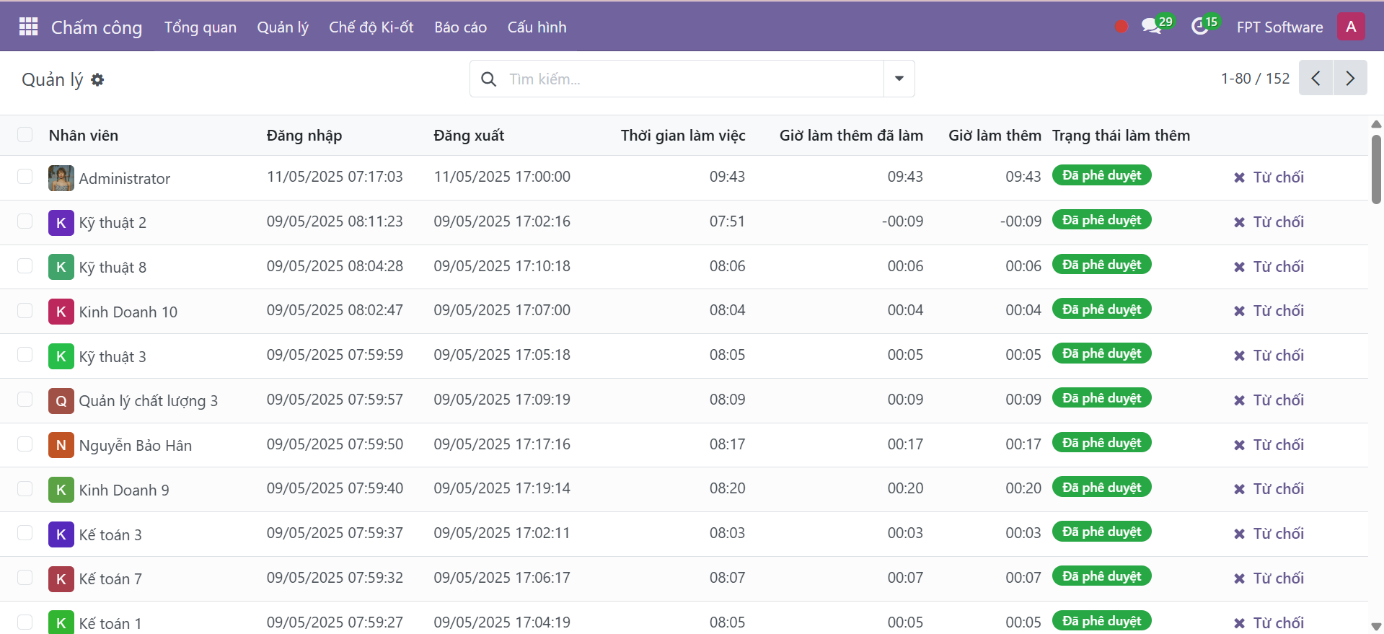 Chấm công Tổng quan Quản lý Chế độ Ki-ốt Báo cáo Cấu hình 29 15 FPT Software A
Quản lý Tìm kiếm... 1-80 / 152
Nhân viên Đăng nhập Đăng xuất Thời gian làm việc Giờ làm thêm đã làm Giờ làm thêm Trạng thái làm thêm
Administrator 11/05/2025 07:17:03 11/05/2025 17:00:00 09:43 09:43 09:43 Đã phê duyệt Từ chối
K Kỹ thuật 2 09/05/2025 08:11:23 09/05/2025 17:02:16 07:51 -00:09 -00:09 Đã phê duyệt Từ chối
K Kỹ thuật 8 09/05/2025 08:04:28 09/05/2025 17:10:18 08:06 00:06 00:06 Đã phê duyệt Từ chối
K Kinh Doanh 10 09/05/2025 08:02:47 09/05/2025 17:07:00 08:04 00:04 00:04 Đã phê duyệt Từ chối
K Kỹ thuật 3 09/05/2025 07:59:59 09/05/2025 17:05:18 08:05 00:05 00:05 Đã phê duyệt Từ chối
Q Quản lý chất lượng 3 09/05/2025 07:59:57 09/05/2025 17:09:19 08:09 00:09 00:09 Đã phê duyệt Từ chối
N Nguyễn Bảo Hân 09/05/2025 07:59:50 09/05/2025 17:17:16 08:17 00:17 00:17 Đã phê duyệt Từ chối
K Kinh Doanh 9 09/05/2025 07:59:40 09/05/2025 17:19:14 08:20 00:20 00:20 Đã phê duyệt Từ chối
K Kế toán 3 09/05/2025 07:59:37 09/05/2025 17:02:11 08:03 00:03 00:03 Đã phê duyệt Từ chối
K Kế toán 7 09/05/2025 07:59:32 09/05/2025 17:06:17 08:07 00:07 00:07 Đã phê duyệt Từ chối
K Kế toán 1 09/05/2025 07:59:27 09/05/2025 17:04:19 08:05 00:05 00:05 Đã phê duyệt Từ chối